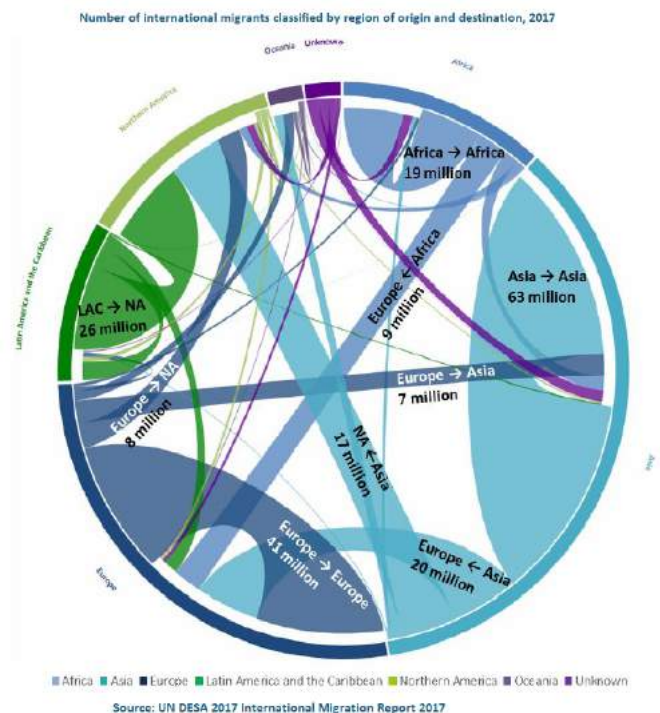 Number of international migrants classified by region of origin and destination, 2017
Oceania
Unknown
Africa
Northern America
Latin America and the Caribbean
Europe
Asia
Africa → Africa
19 million
Europe ← Africa
9 million
Asia → Asia
63 million
LAC → NA
26 million
Europe → NA
8 million
Europe → Asia
7 million
NA ← Asia
17 million
Europe → Europe
41 million
Europe ← Asia
20 million
Africa Asia Europe Latin America and the Caribbean Northern America Oceania Unknown
Source: UN DESA 2017 International Migration Report 2017